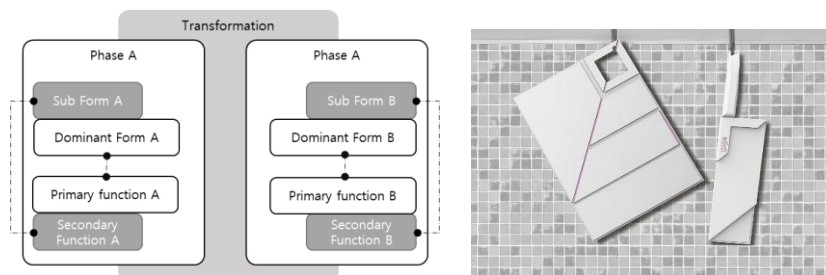 Transformation
Phase A
Sub Form A
Dominant Form A
Primary function A
Secondary
Function A
Phase A
Sub Form B
Dominant Form B
Primary function B
Secondary
Function B